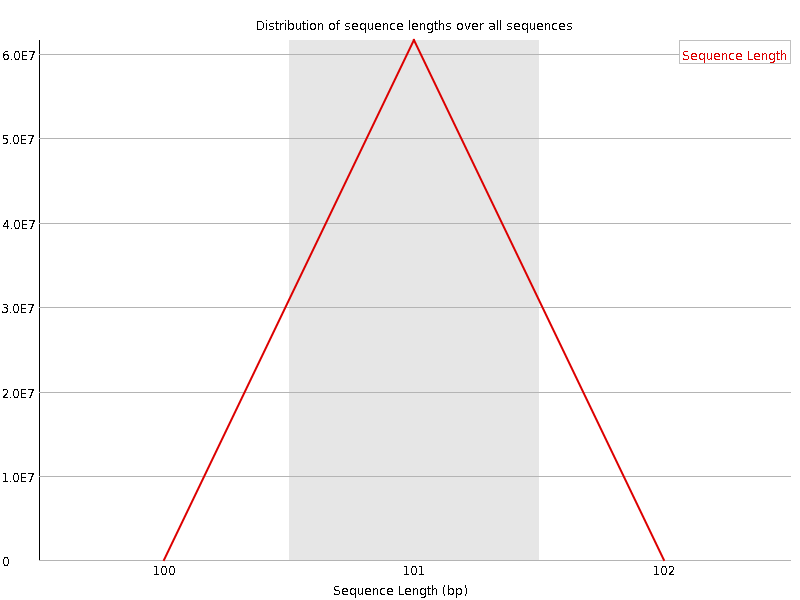 Distribution of sequence lengths over all sequences
Sequence Length
6.0E7
5.0E7
4.0E7
3.0E7
2.0E7
1.0E7
0
100 101 102
Sequence Length (bp)